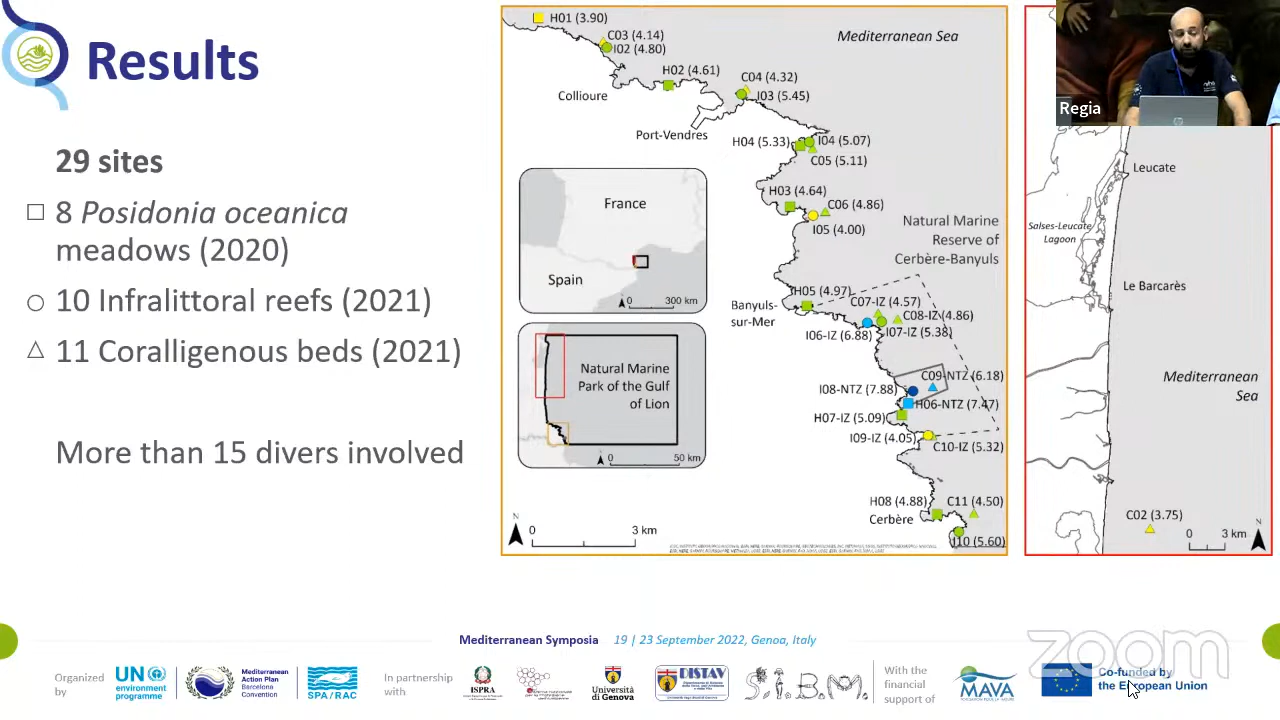 Results
29 sites
8 Posidonia oceanica
meadows (2020)
10 Infralittoral reefs (2021)
11 Coralligenous beds (2021)
More than 15 divers involved
H01 (3.90)
C03 (4.14)
I02 (4.80)
Mediterranean Sea
H02 (4.61)
C04 (4.32)
Collioure
I03 (5.45)
Port-Vendres
H04 (5.33)
I04 (5.07)
C05 (5.11)
H03 (4.64)
C06 (4.86)
I05 (4.00)
Natural Marine
Reserve of
Cerbère-Banyuls
France
Spain
0 300 km
H05 (4.97)
Banyuls-
sur-Mer
C07-IZ (4.57)
C08-IZ (4.86)
I06-IZ (6.88)
I07-IZ (5.38)
Natural Marine
Park of the Gulf
of Lion
0 50 km
C09-NTZ (6.18)
I08-NTZ (7.88)
H06-NTZ (7.47)
H07-IZ (5.09)
I09-IZ (4.05)
C10-IZ (5.32)
H08 (4.88)
C11 (4.50)
Cerbère
I10 (5.60)
N
0 3 km
Regia
Leucate
Salses-Leucate
Lagoon
Le Barcarès
Mediterranean
Sea
C02 (3.75)
N
0 3 km
Mediterranean Symposia 19 | 23 September 2022, Genoa, Italy
Organized
by
UN
environment
programme
Mediterranean
Action Plan
Barcelona
Convention
SPA/RAC
In partnership
with
ISPRA
Università
di Genova
DISTAV
S.I.B.M.
With the
financial
support of
MAVA
Co-funded by
the European Union
zoom